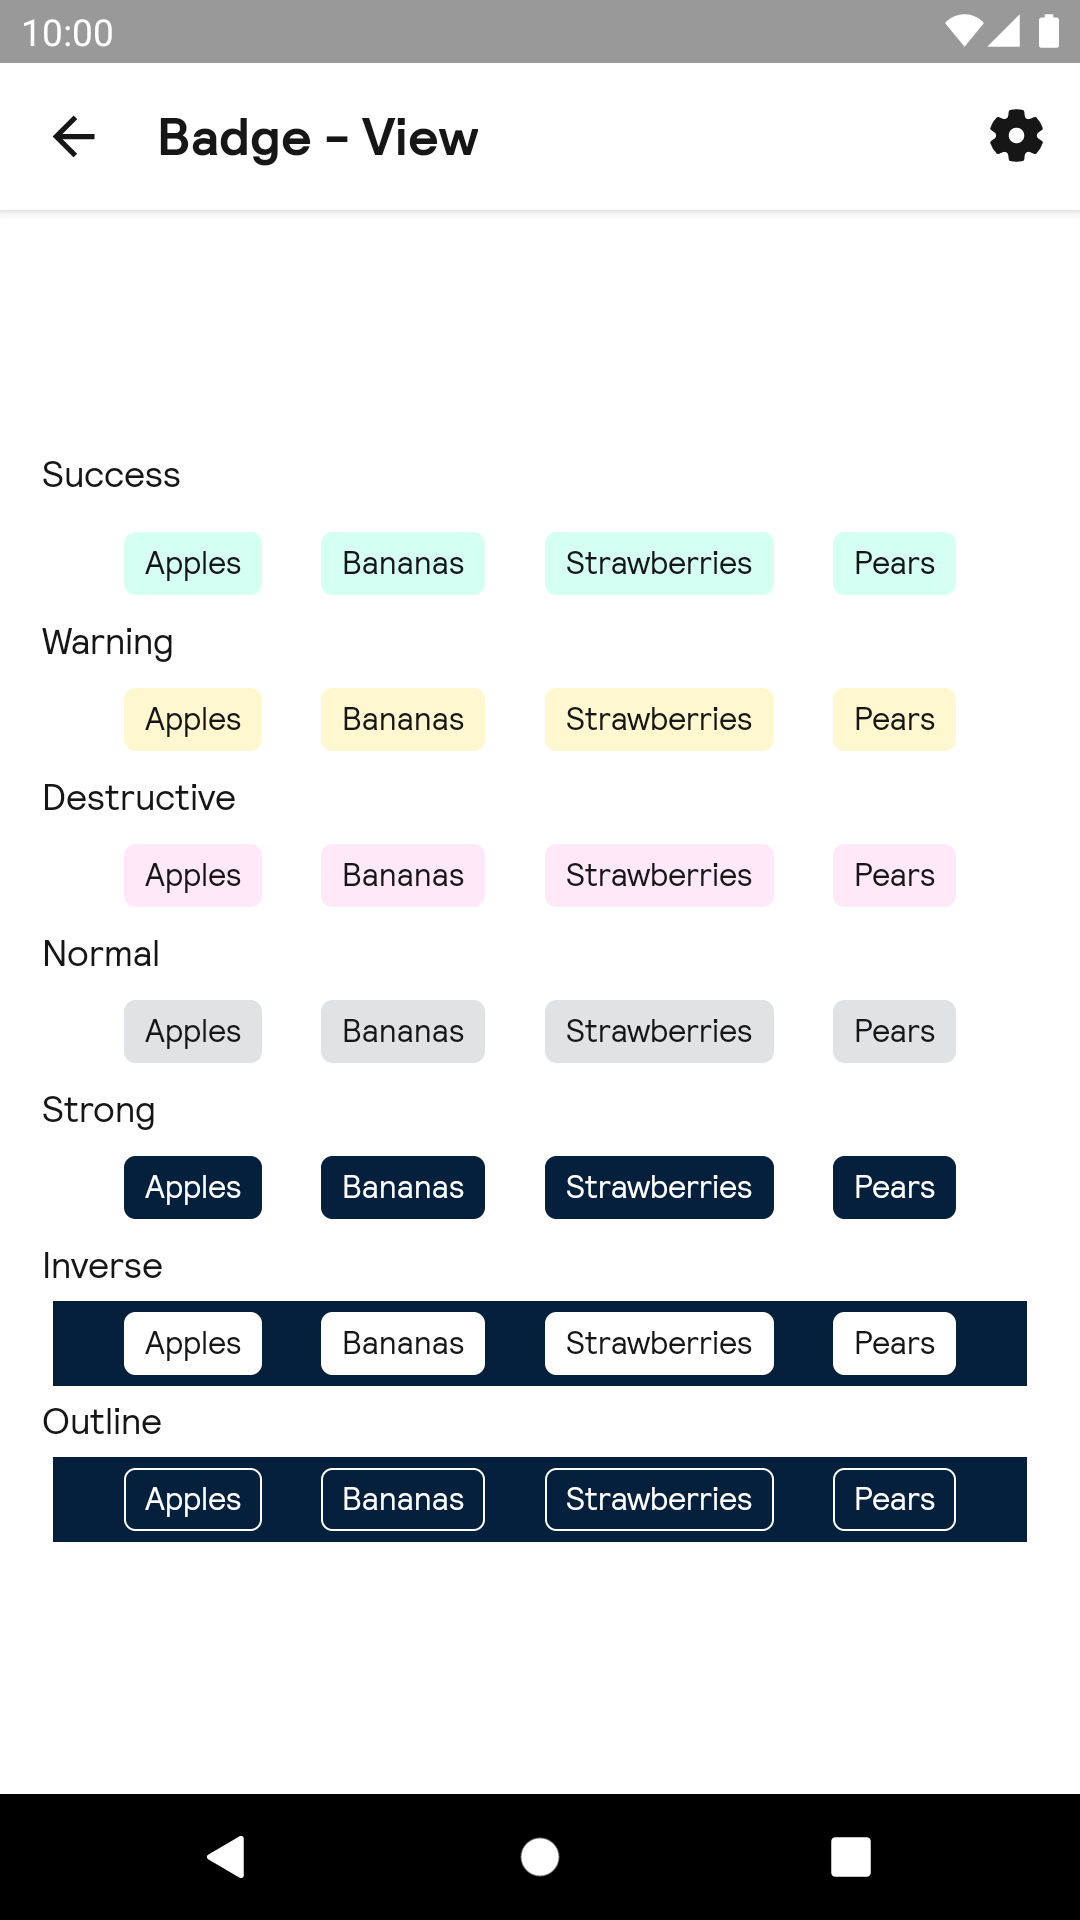 10:00
Badge - View
Success
Apples Bananas Strawberries Pears
Warning
Apples Bananas Strawberries Pears
Destructive
Apples Bananas Strawberries Pears
Normal
Apples Bananas Strawberries Pears
Strong
Apples Bananas Strawberries Pears
Inverse
Apples Bananas Strawberries Pears
Outline
Apples Bananas Strawberries Pears